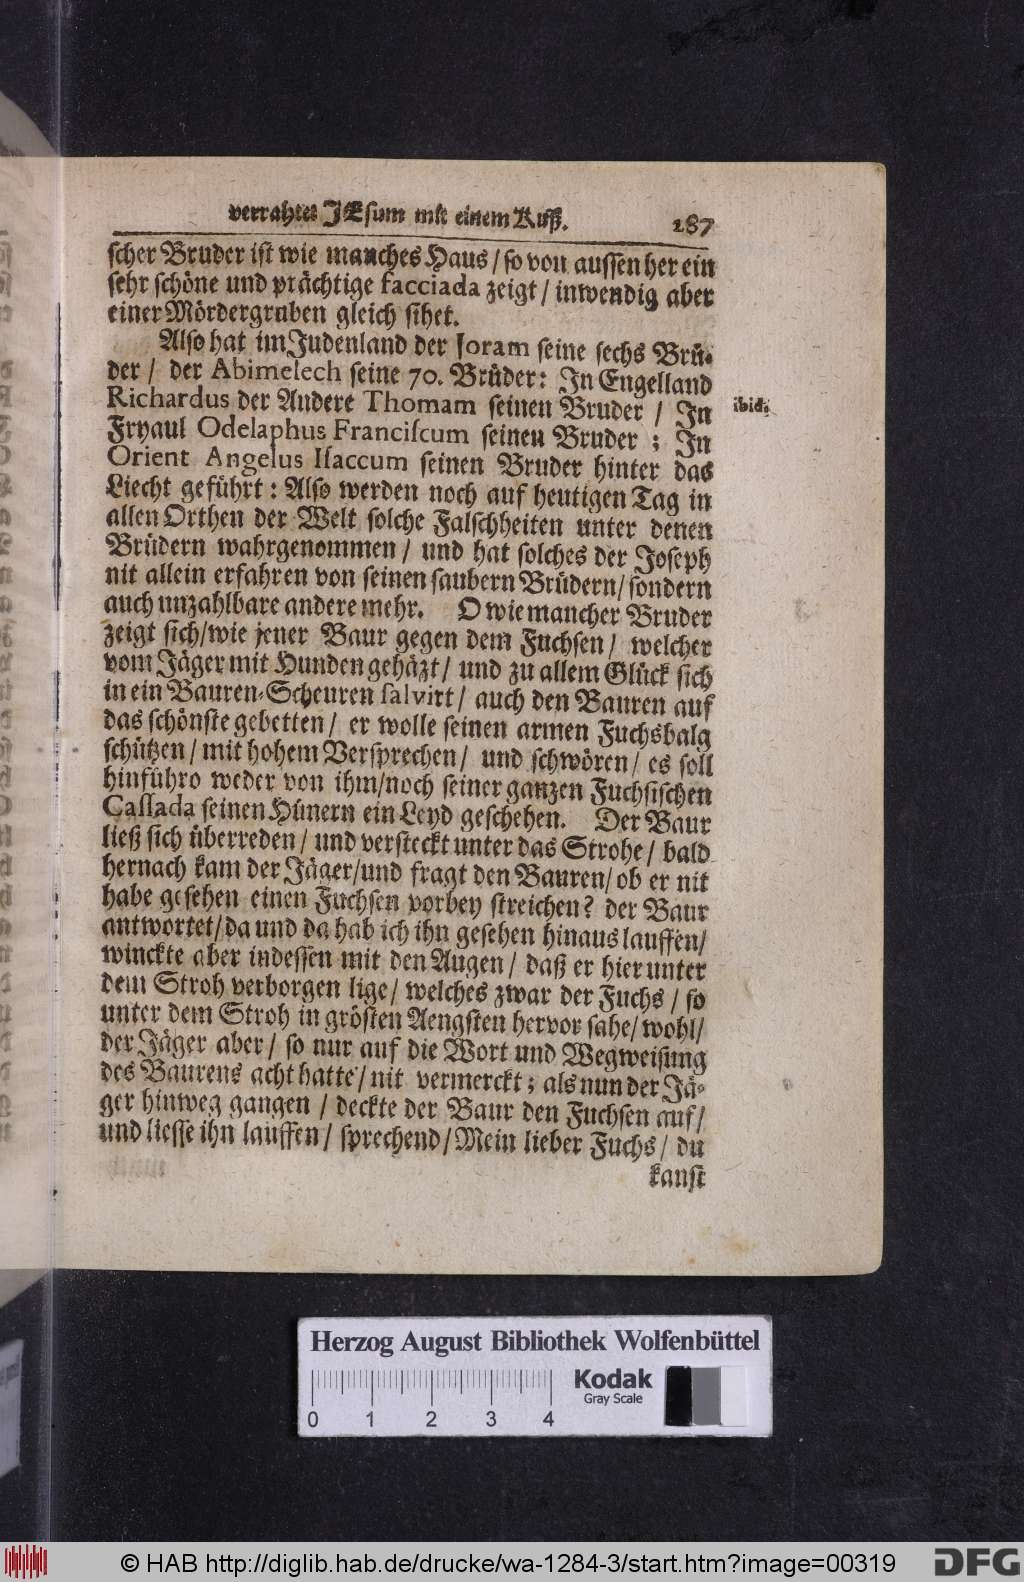 verrahtet JEsum mit einem Kuß. 187
scher Bruder ist wie manches Haus/ so von aussen her ein
sehr schöne und prächtige facciada zeigt/ inwendig aber
einer Mördergruben gleich sihet.
Also hat im Judenland der Joram seine sechs Brü-
der/ der Abimelech seine 70. Brüder: In Engelland
Richardus der Andere Thomam seinen Bruder/ In
ibid.
Fryaul Odelaphus Franciscum seinen Bruder; In
Orient Angelus Isaccum seinen Bruder hinter das
Liecht geführt: Also werden noch auf heutigen Tag in
allen Orthen der Welt solche Falschheiten unter denen
Brüdern wahrgenommen/ und hat solches der Joseph
nit allein erfahren von seinen saubern Brüdern/ sondern
auch unzahlbare andere mehr. O wie mancher Bruder
zeigt sich/ wie jener Baur gegen dem Fuchsen/ welcher
vom Jäger mit Hunden gehäzt/ und zu allem Glück sich
in ein Bauren-Scheuren salvirt/ auch den Bauren auf
das schönste gebetten/ er wolle seinen armen Fuchsbalg
schützen/ mit hohem Versprechen/ und schwören/ es soll
hinführo weder von ihm/ noch seiner ganzen Fuchsischen
Cassada seinen Hünern ein Leyd geschehen. Der Baur
ließ sich überreden/ und versteckt unter das Strohe/ bald
hernach kam der Jäger/ und fragt den Bauren/ ob er nit
habe gesehen einen Fuchsen vorbey streichen? der Baur
antwortet/ da und da hab ich ihn gesehen hinaus lauffen/
winckte aber indessen mit den Augen/ daß er hier unter
dem Stroh verborgen lige/ welches zwar der Fuchs/ so
unter dem Stroh in grösten Aengsten hervor sahe/ wohl/
der Jäger aber/ so nur auf die Wort und Wegweisung
des Baurens acht hatte/ nit vermerckt; als nun der Jä-
ger hinweg gangen/ deckte der Baur den Fuchsen auf/
und liesse ihn lauffen/ sprechend/ Mein lieber Fuchs/ du
kanst
Herzog August Bibliothek Wolfenbüttel
Kodak
Gray Scale
0 1 2 3 4
© HAB http://diglib.hab.de/drucke/wa-1284-3/start.htm?image=00319
DFG